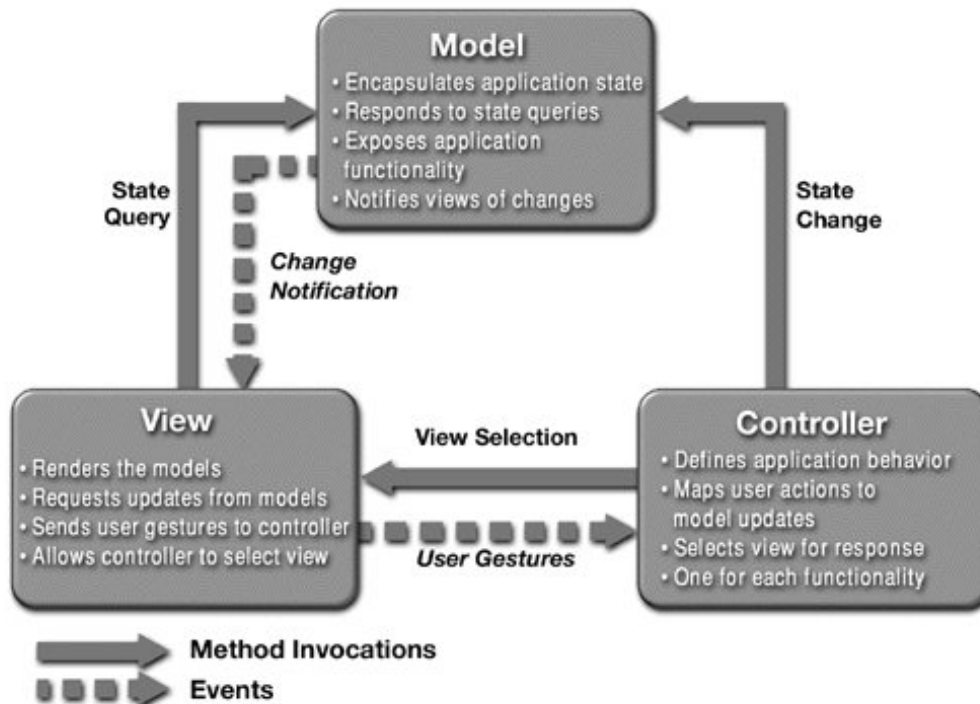 Model
• Encapsulates application state
• Responds to state queries
• Exposes application
functionality
• Notifies views of changes
State
Query
State
Change
Change
Notification
View
• Renders the models
• Requests updates from models
• Sends user gestures to controller
• Allows controller to select view
View Selection
User Gestures
Controller
• Defines application behavior
• Maps user actions to
model updates
• Selects view for response
• One for each functionality
Method Invocations
Events